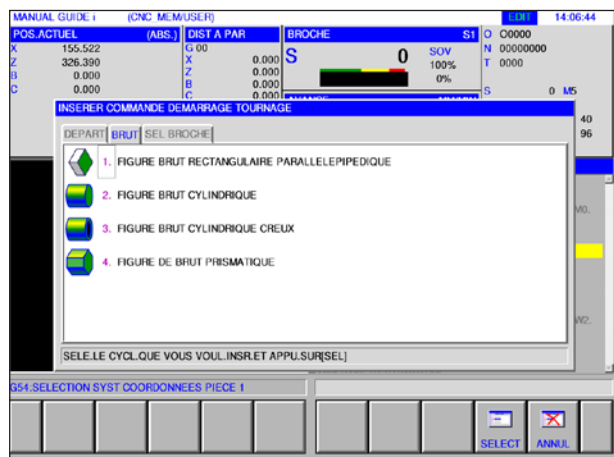 MANUAL GUIDE i (CNC MEM/USER) EDIT 14:06:44
POS.ACTUEL (ABS.) DIST A PAR BROCHE S1 O O0000
X 155.522 G 00 N 00000000
Z 326.390 X 0.000 S 0 SOV 100% T 0000
B 0.000 Z 0.000 0%
C 0.000 B 0.000 S 0 M5
C 0.000
INSERER COMMANDE DEMARRAGE TOURNAGE
40
DEPART BRUT SEL BROCHE
96
1. FIGURE BRUT RECTANGULAIRE PARALLELEPIPEDIQUE
2. FIGURE BRUT CYLINDRIQUE
M0.
3. FIGURE BRUT CYLINDRIQUE CREUX
4. FIGURE DE BRUT PRISMATIQUE
W2.
SELE.LE CYCL.QUE VOUS VOUL.INSR.ET APPU.SUR[SEL]
G54.SELECTION SYST COORDONNEES PIECE 1
SELECT ANNUL